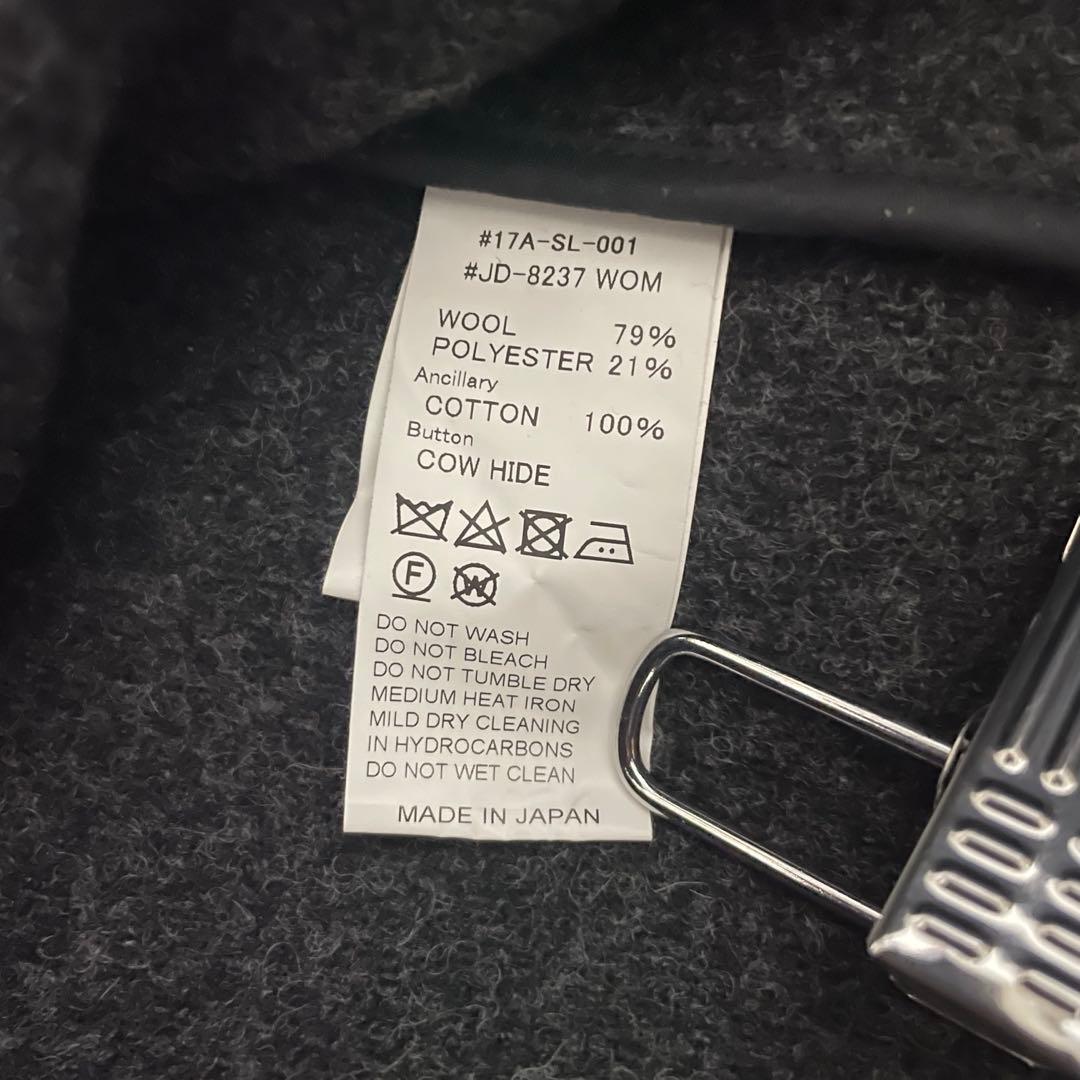 #17A-SL-001
#JD-8237 WOM
WOOL 79%
POLYESTER 21%
Ancillary
COTTON 100%
Button
COW HIDE
F W
DO NOT WASH
DO NOT BLEACH
DO NOT TUMBLE DRY
MEDIUM HEAT IRON
MILD DRY CLEANING
IN HYDROCARBONS
DO NOT WET CLEAN
MADE IN JAPAN